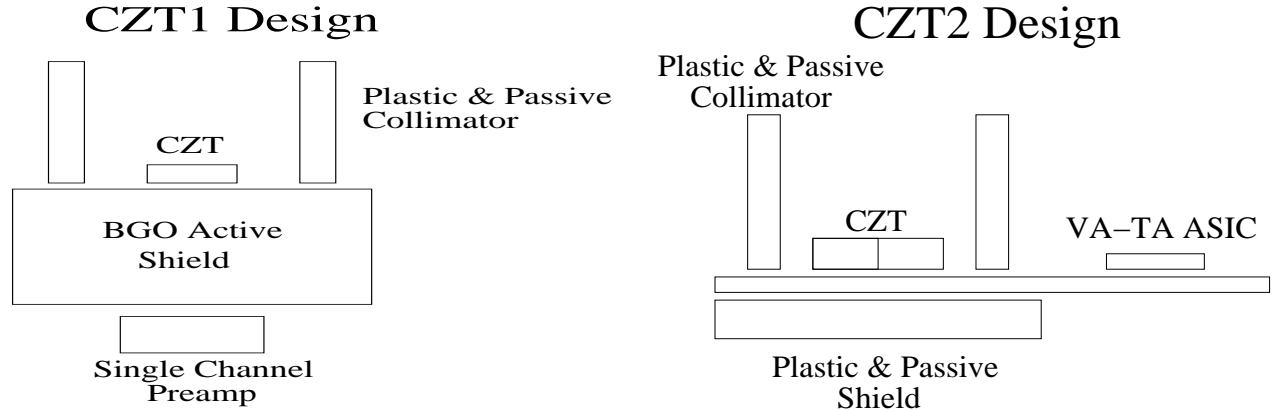 CZT1 Design
Plastic & Passive
Collimator
CZT
BGO Active
Shield
Single Channel
Preamp
CZT2 Design
Plastic & Passive
Collimator
CZT
VA–TA ASIC
Plastic & Passive
Shield